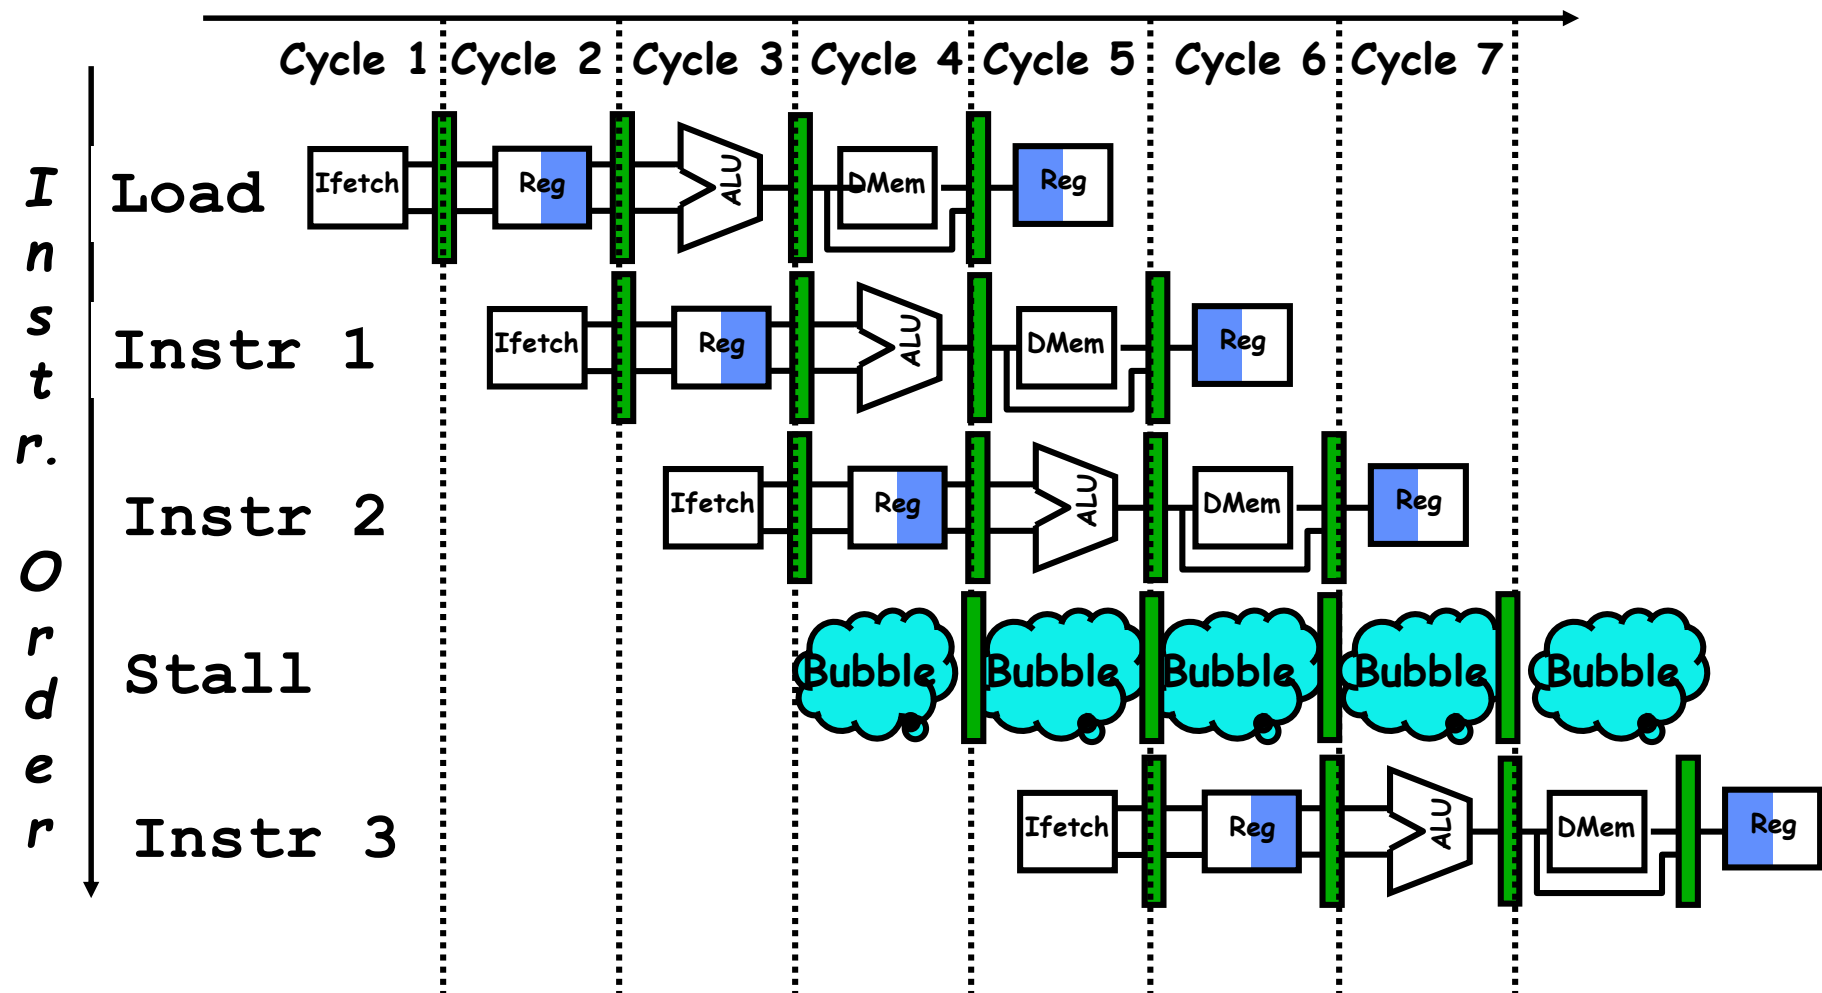 Cycle 1 Cycle 2 Cycle 3 Cycle 4 Cycle 5 Cycle 6 Cycle 7
Instr. Order
Load Ifetch Reg ALU DMem Reg
Instr 1 Ifetch Reg ALU DMem Reg
Instr 2 Ifetch Reg ALU DMem Reg
Stall Bubble Bubble Bubble Bubble Bubble
Instr 3 Ifetch Reg ALU DMem Reg